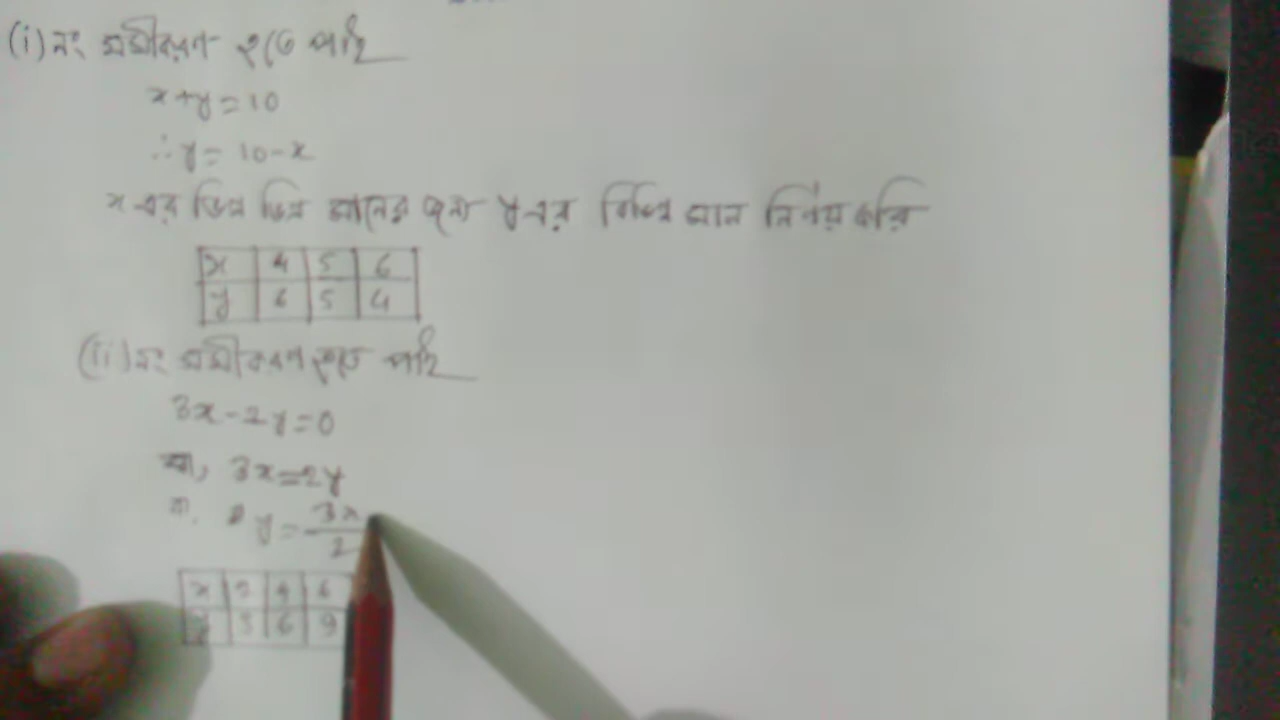 (i) নং সমীকরণ হতে পাই
x+y=10
∴ y= 10-x
x এর ভিন্ন ভিন্ন মানের জন্য y এর বিভিন্ন মান নির্ণয় করি
x 4 5 6
y 6 5 4
(ii) নং সমীকরণ হতে পাই
3x-2y=0
বা, 3x=2y
বা, y= 3x/2
x 2 4 6
y 3 6 9